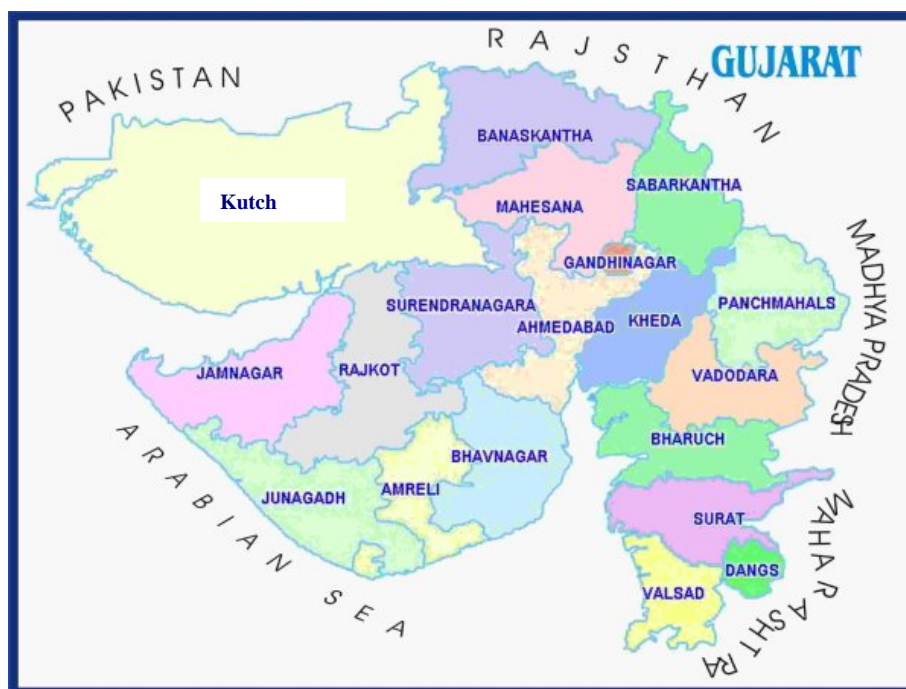 RAJSTHAN
GUJARAT
PAKISTAN
BANASKANTHA
SABARKANTHA
Kutch
MAHESANA
MADHYA PRADESH
GANDHINAGAR
SURENDRANAGARA
PANCHMAHALS
AHMEDABAD
KHEDA
JAMNAGAR
RAJKOT
VADODARA
ARABIAN SEA
BHARUCH
BHAVNAGAR
JUNAGADH
AMRELI
SURAT
MAHARASHTRA
DANGS
VALSAD